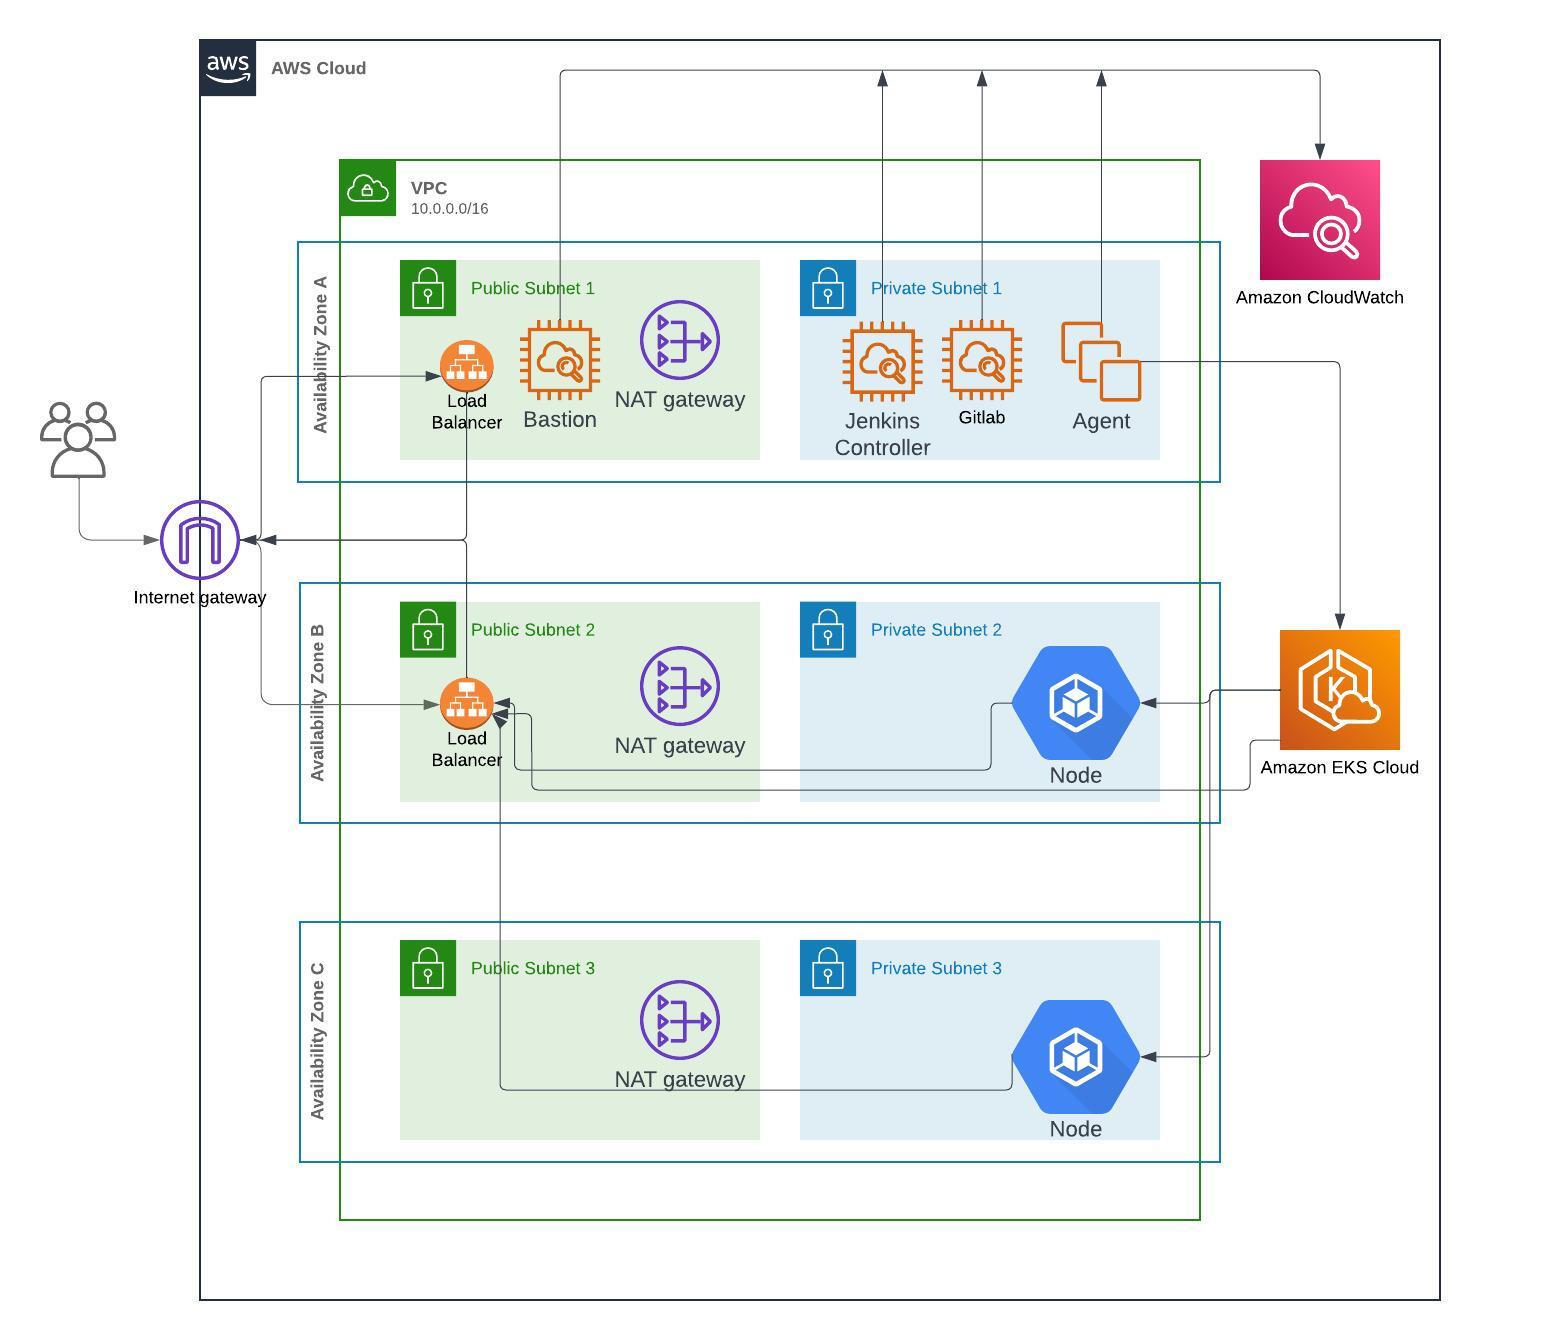 aws
AWS Cloud
VPC
10.0.0.0/16
Amazon CloudWatch
Availability Zone A
Public Subnet 1
Load
Balancer
Bastion
NAT gateway
Private Subnet 1
Jenkins
Controller
Gitlab
Agent
Internet gateway
Availability Zone B
Public Subnet 2
Load
Balancer
NAT gateway
Private Subnet 2
Node
K
Amazon EKS Cloud
Availability Zone C
Public Subnet 3
NAT gateway
Private Subnet 3
Node